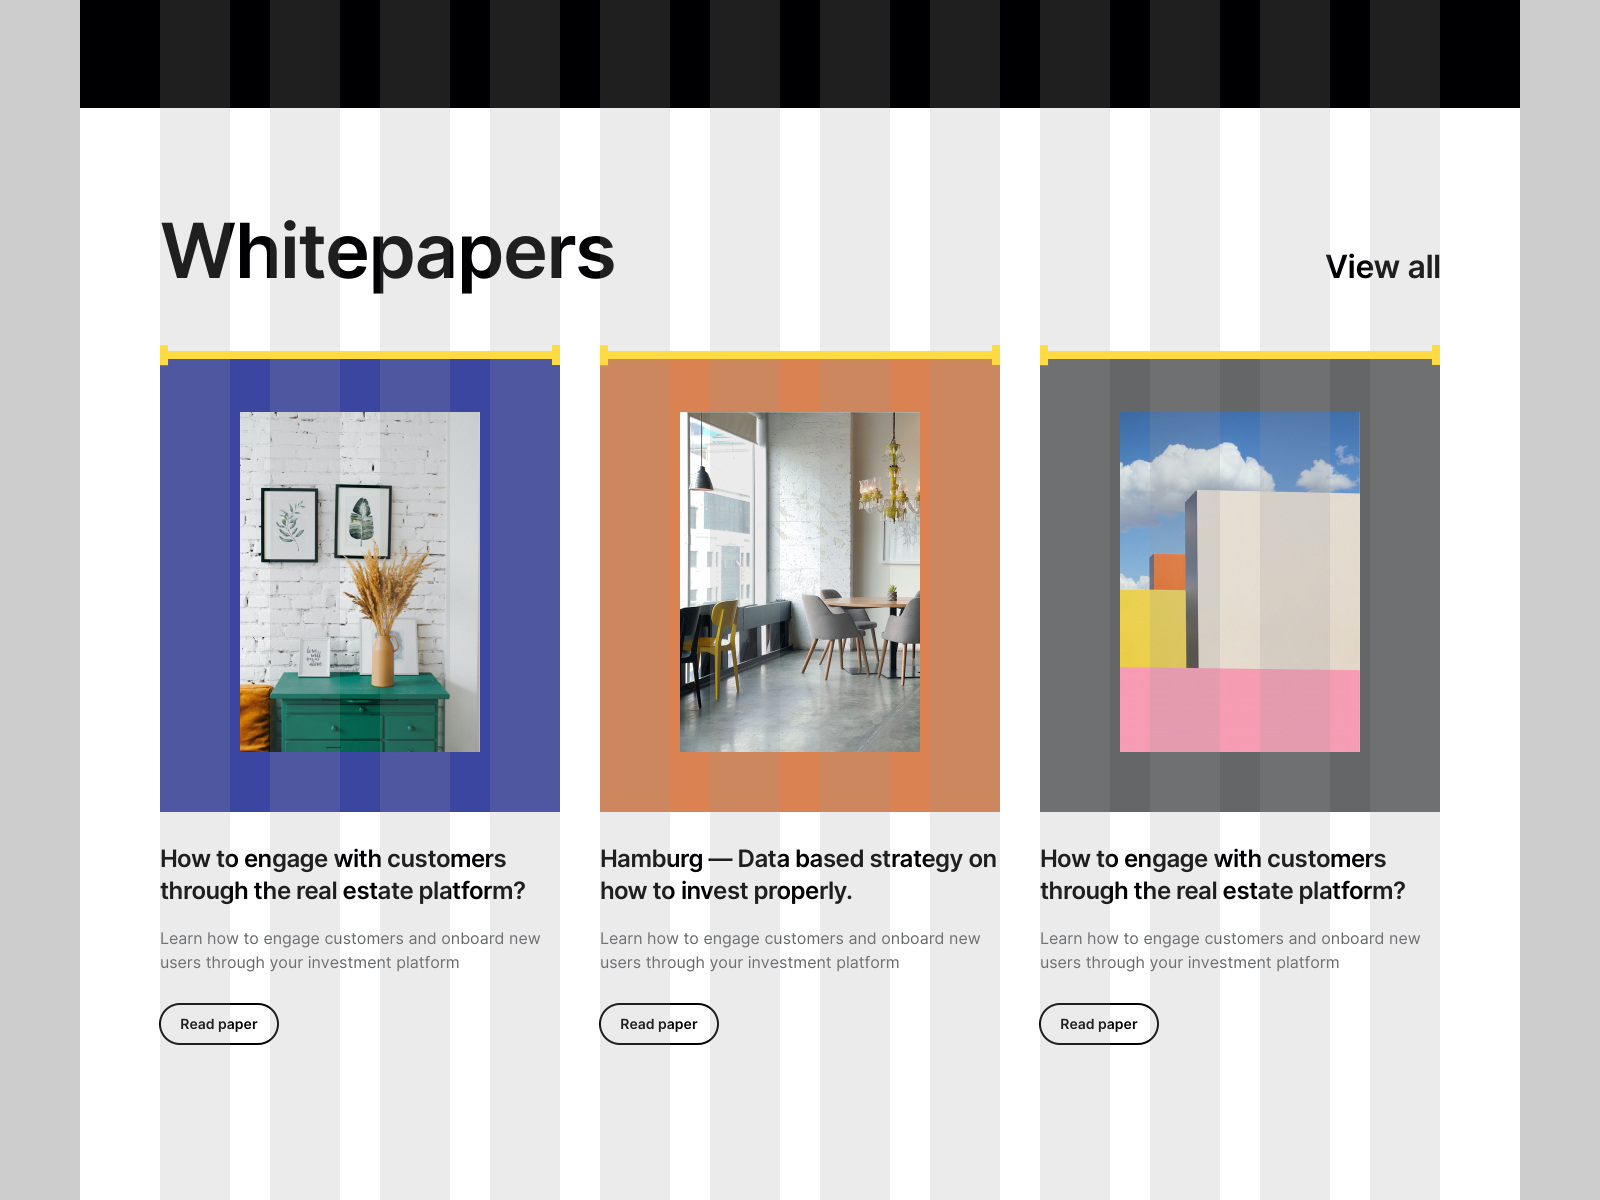 Whitepapers
View all
How to engage with customers
through the real estate platform?
Learn how to engage customers and onboard new
users through your investment platform
Read paper
Hamburg — Data based strategy on
how to invest properly.
Learn how to engage customers and onboard new
users through your investment platform
Read paper
How to engage with customers
through the real estate platform?
Learn how to engage customers and onboard new
users through your investment platform
Read paper